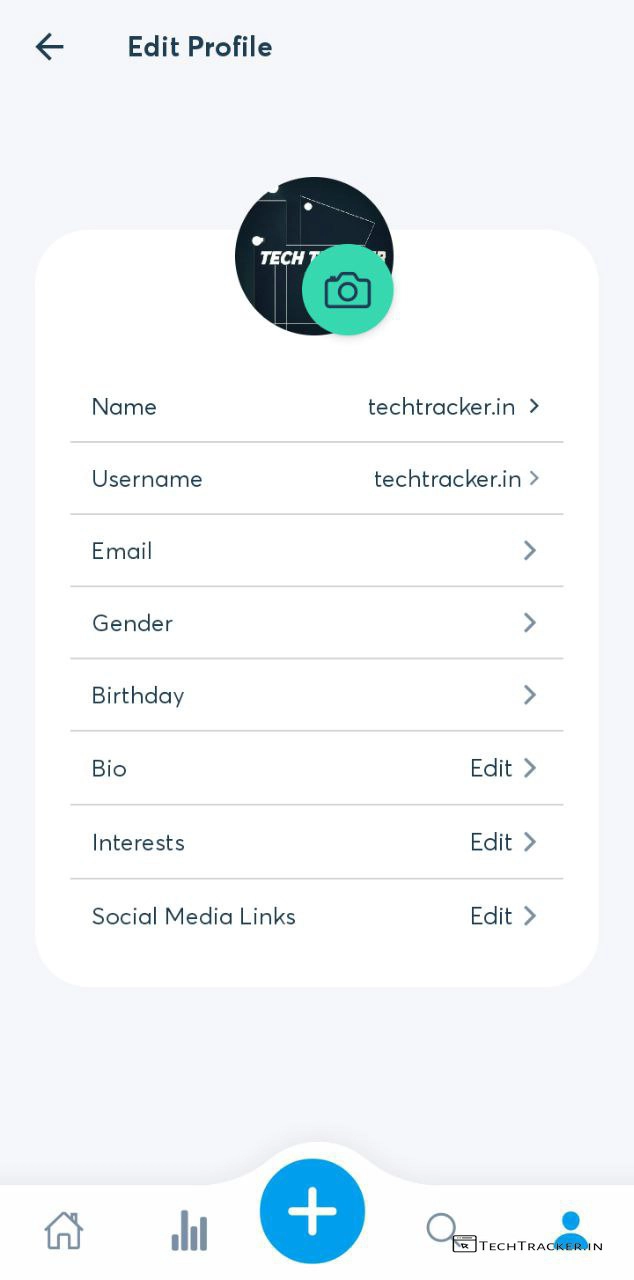 Edit Profile
TECH
Name techtracker.in
Username techtracker.in
Email
Gender
Birthday
Bio Edit
Interests Edit
Social Media Links Edit
TECHTRACKER.IN